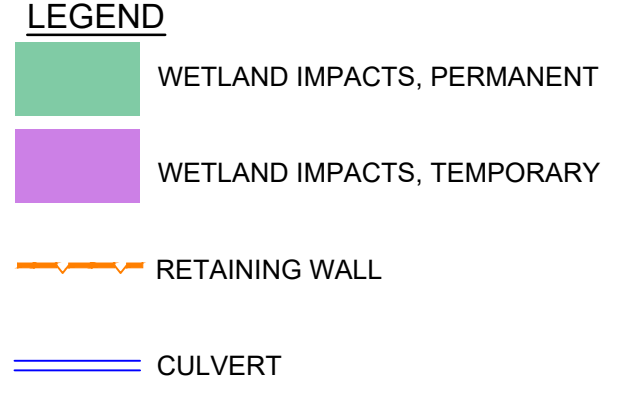 LEGEND
WETLAND IMPACTS, PERMANENT
WETLAND IMPACTS, TEMPORARY
RETAINING WALL
CULVERT